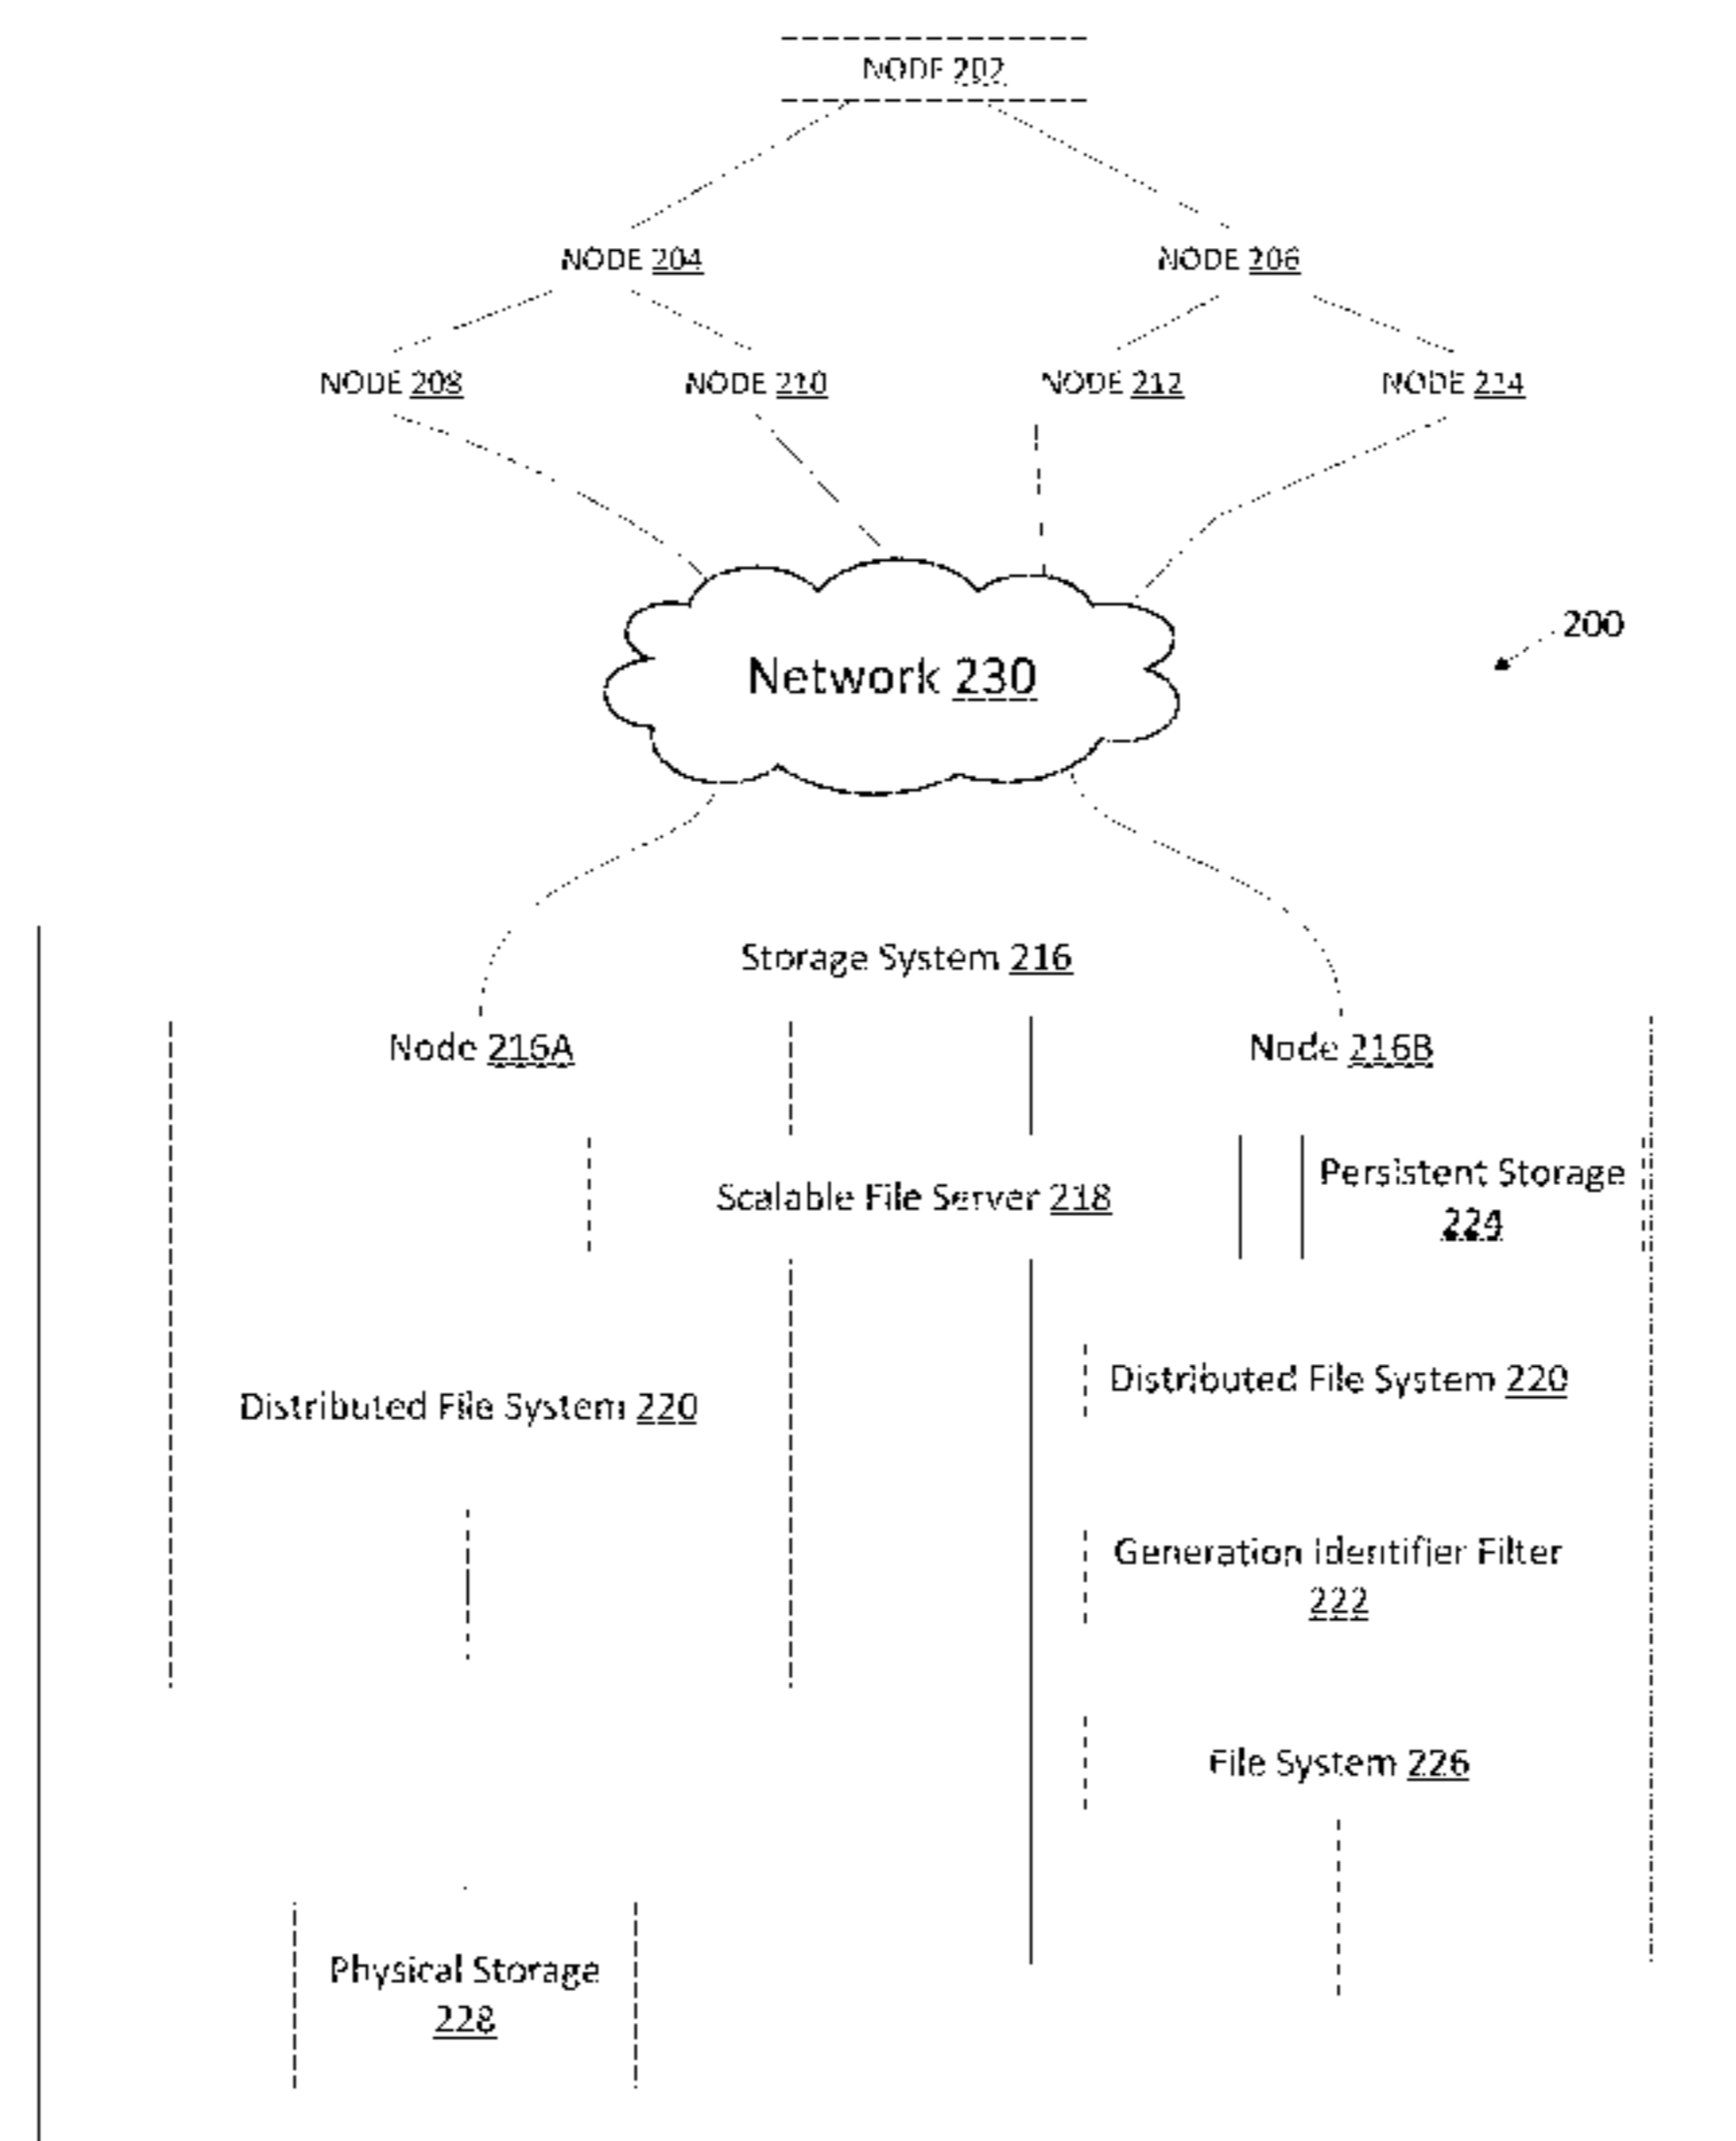 NODE 202
NODE 204
NODE 206
NODE 208
NODE 210
NODE 212
NODE 214
Network 230
200
Storage System 216
Node 216A
Node 216B
Scalable File Server 218
Persistent Storage
224
Distributed File System 220
Distributed File System 220
Generation Identifier Filter
222
File System 226
Physical Storage
228